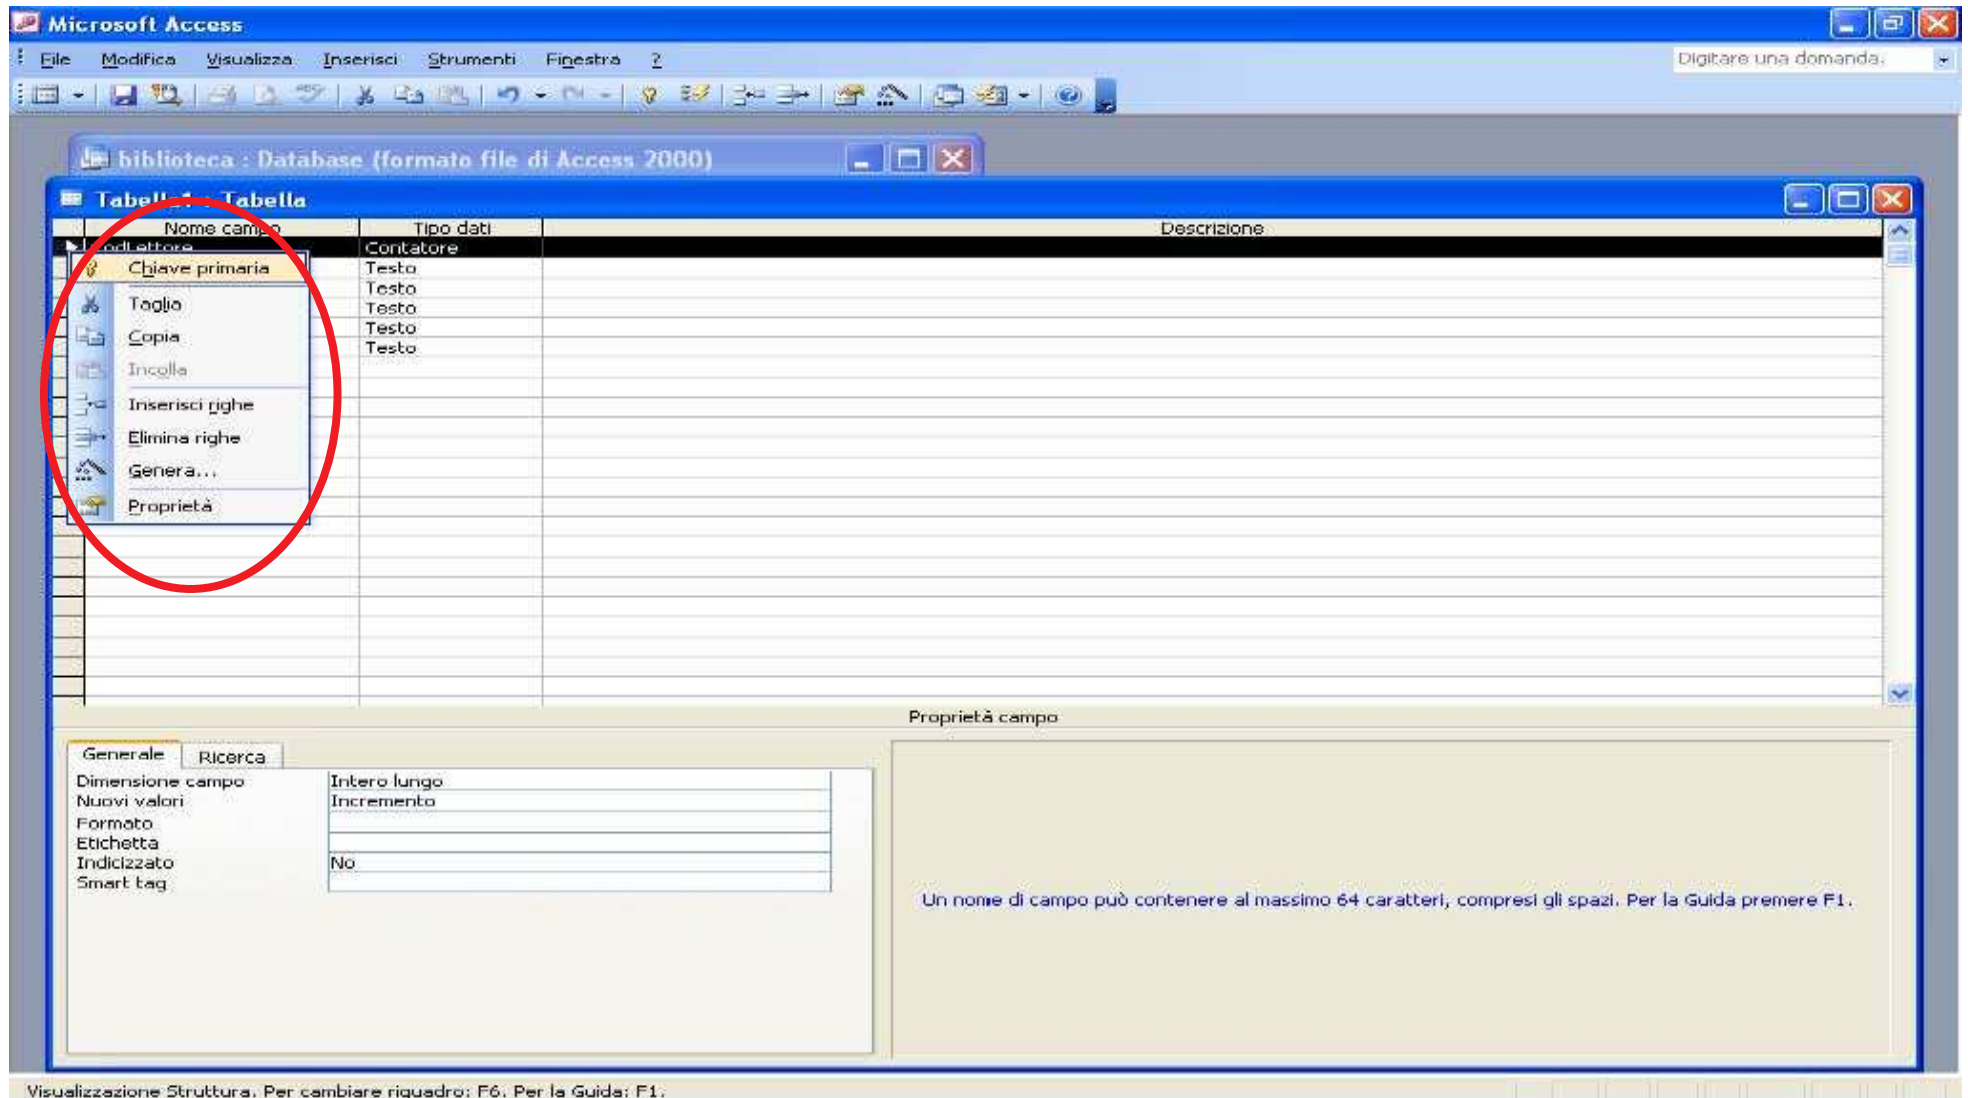 Microsoft Access
File Modifica Visualizza Inserisci Strumenti Finestra ?
Digitare una domanda.
biblioteca : Database (formato file di Access 2000)
Tabella1 : Tabella
Nome campo Tipo dati Descrizione
CodLettore Contatore
Chiave primaria Testo
Testo
Taglia Testo
Copia Testo
Testo
Incolla
Inserisci righe
Elimina righe
Genera...
Proprietà
Proprietà campo
Generale Ricerca
Dimensione campo Intero lungo
Nuovi valori Incremento
Formato
Etichetta
Indicizzato No
Smart tag
Un nome di campo può contenere al massimo 64 caratteri, compresi gli spazi. Per la Guida premere F1.
Visualizzazione Struttura. Per cambiare riquadro: F6. Per la Guida: F1.